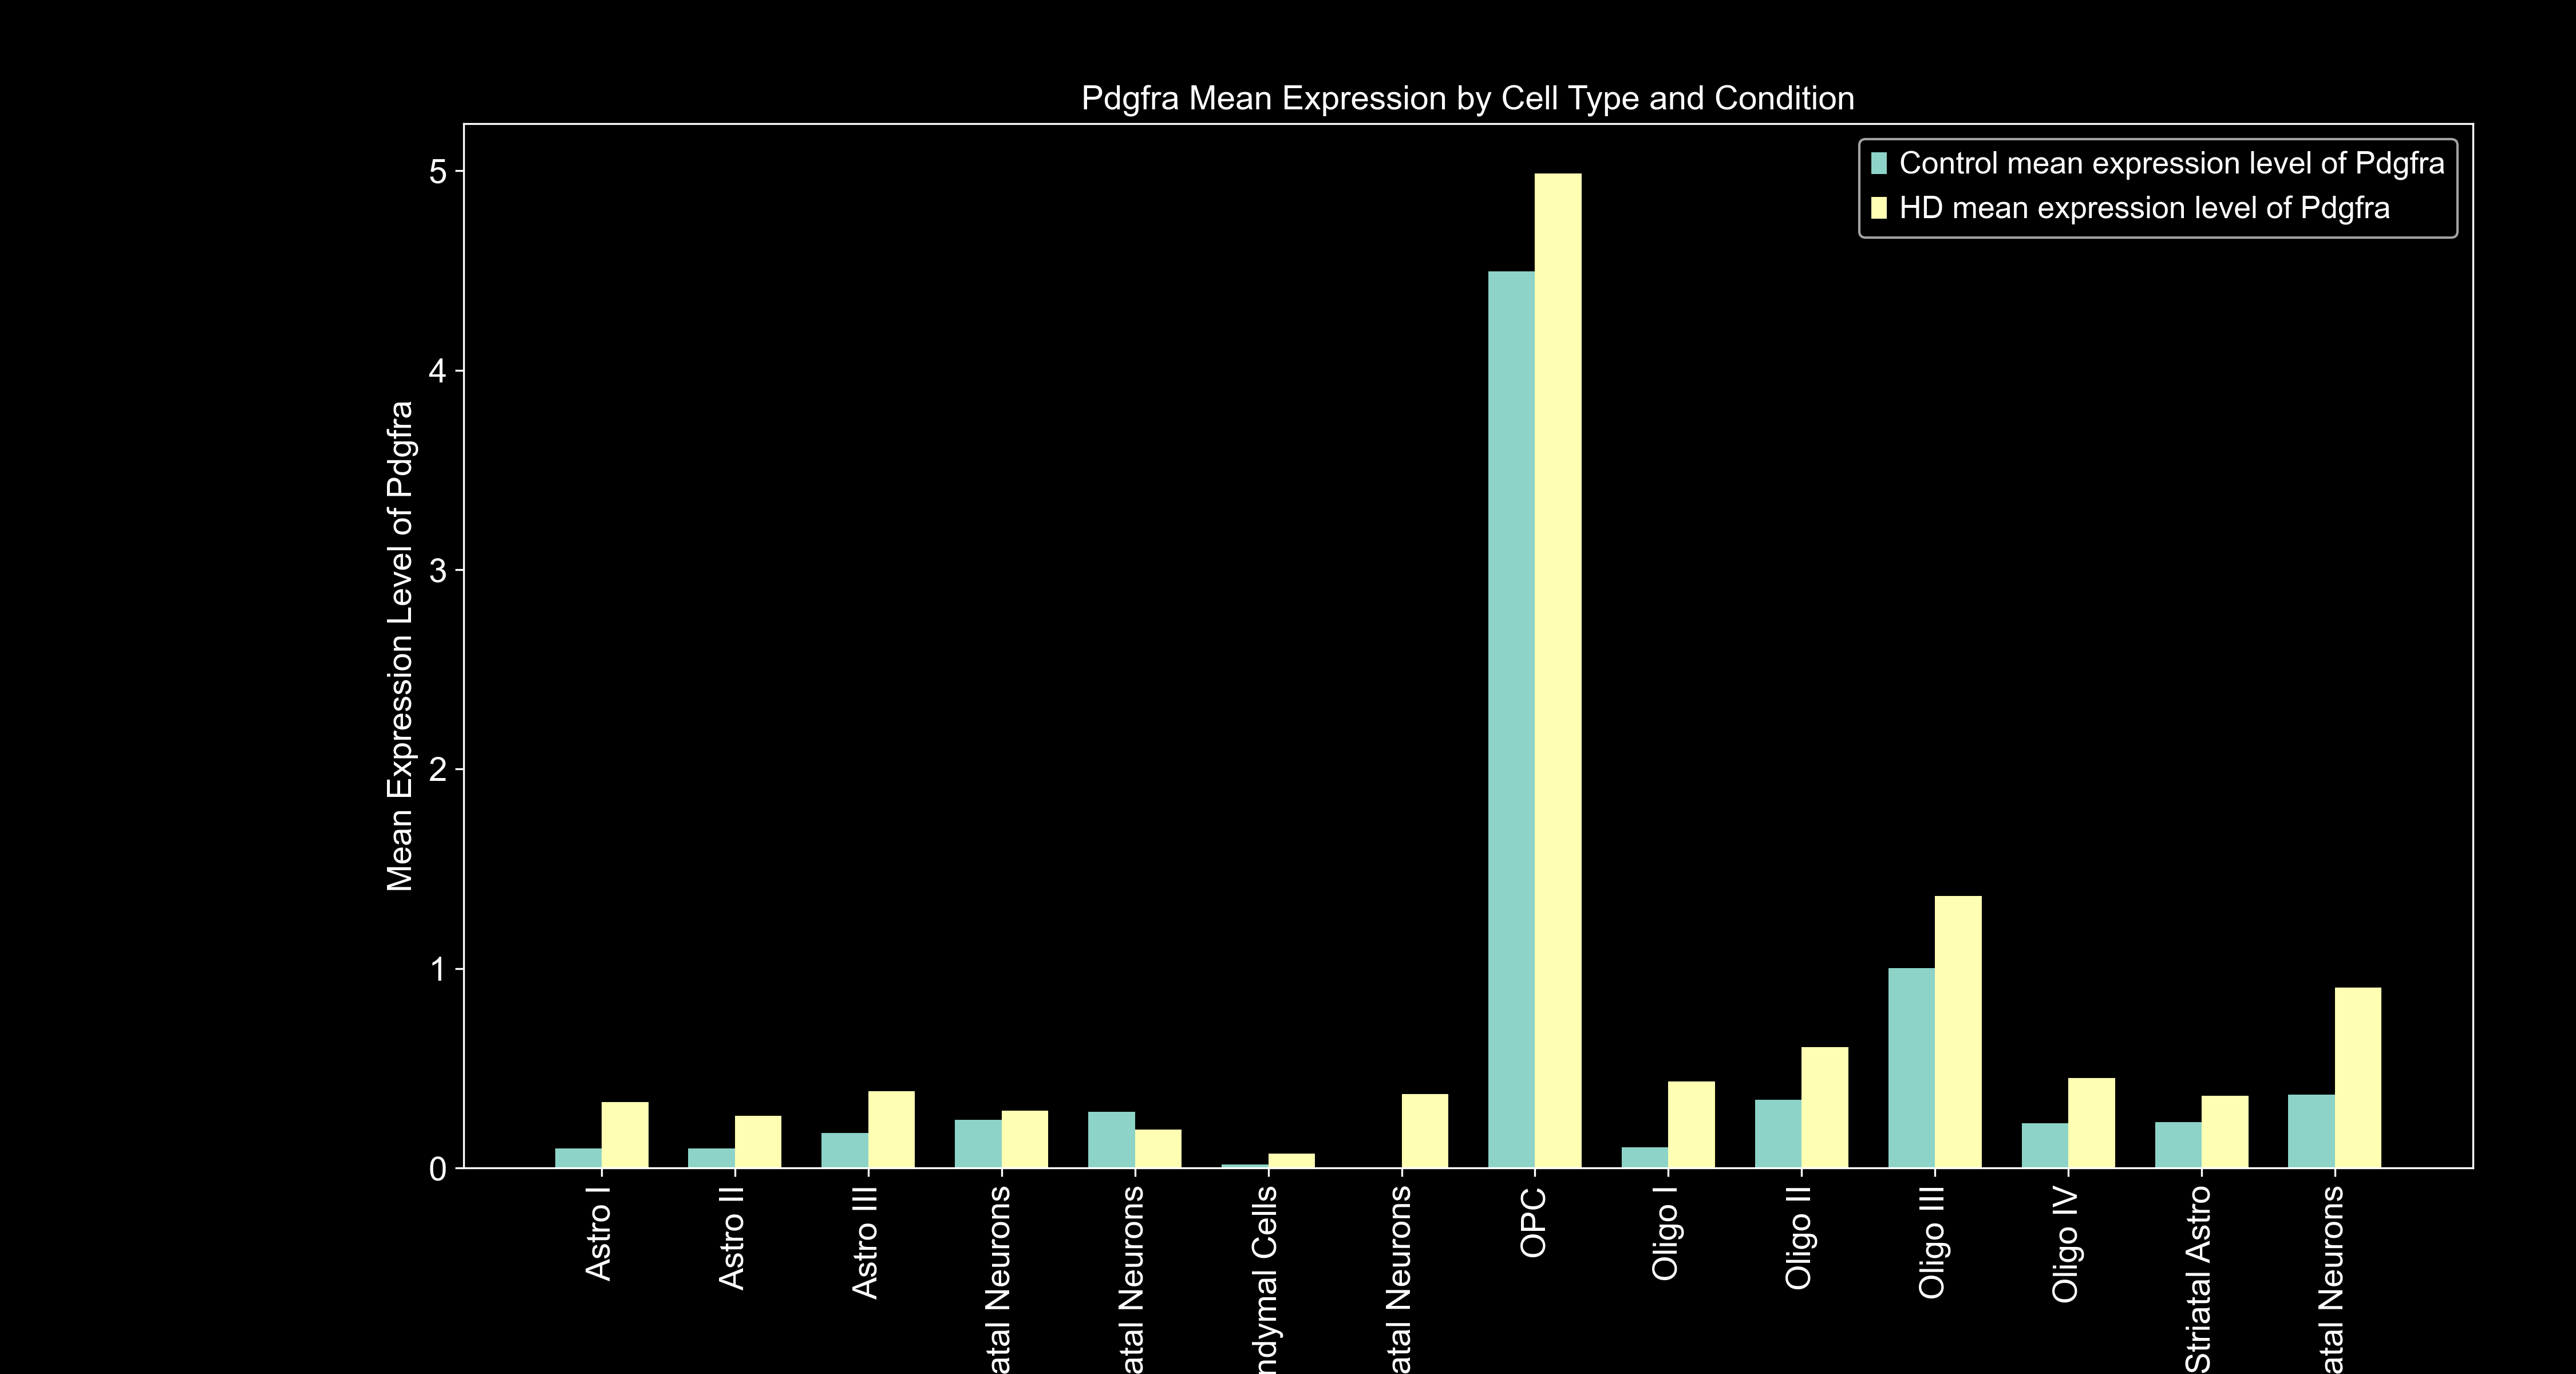 Pdgfra Mean Expression by Cell Type and Condition
Control mean expression level of Pdgfra
HD mean expression level of Pdgfra
Mean Expression Level of Pdgfra
5
4
3
2
1
0
Astro I
Astro II
Astro III
atal Neurons
atal Neurons
ndymal Cells
atal Neurons
OPC
Oligo I
Oligo II
Oligo III
Oligo IV
Striatal Astro
atal Neurons